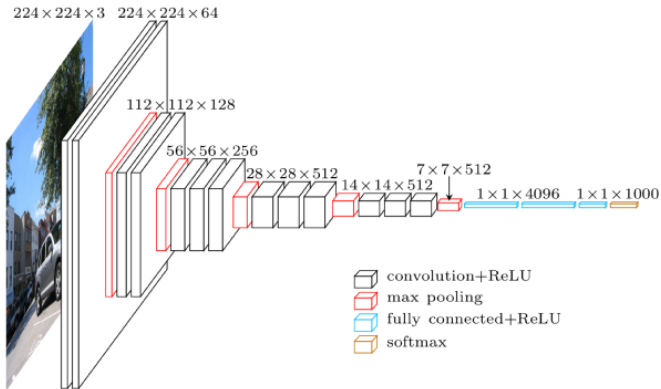 224×224×3
224×224×64
112×112×128
56×56×256
28×28×512
14×14×512
7×7×512
1×1×4096
1×1×1000
convolution+ReLU
max pooling
fully connected+ReLU
softmax